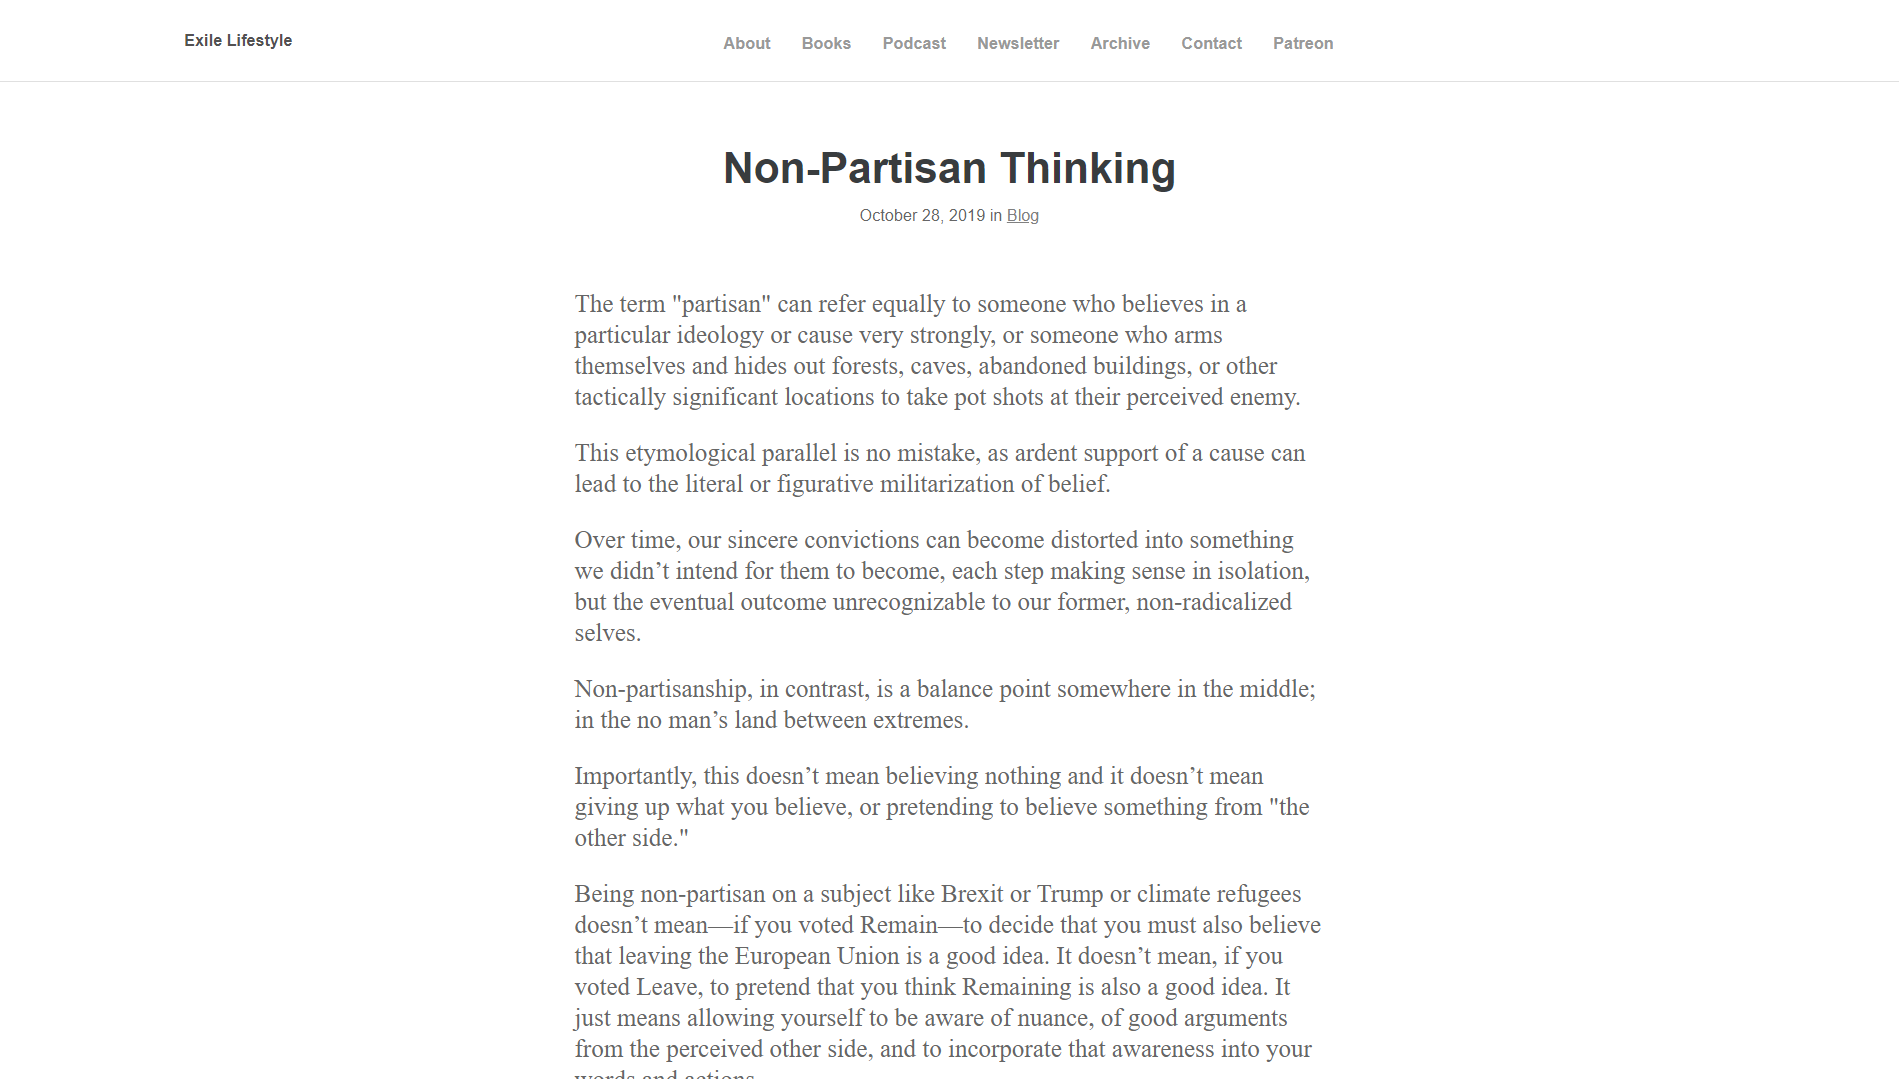 Exile Lifestyle
About Books Podcast Newsletter Archive Contact Patreon
Non-Partisan Thinking
October 28, 2019 in Blog
The term "partisan" can refer equally to someone who believes in a
particular ideology or cause very strongly, or someone who arms
themselves and hides out forests, caves, abandoned buildings, or other
tactically significant locations to take pot shots at their perceived enemy.
This etymological parallel is no mistake, as ardent support of a cause can
lead to the literal or figurative militarization of belief.
Over time, our sincere convictions can become distorted into something
we didn’t intend for them to become, each step making sense in isolation,
but the eventual outcome unrecognizable to our former, non-radicalized
selves.
Non-partisanship, in contrast, is a balance point somewhere in the middle;
in the no man’s land between extremes.
Importantly, this doesn’t mean believing nothing and it doesn’t mean
giving up what you believe, or pretending to believe something from "the
other side."
Being non-partisan on a subject like Brexit or Trump or climate refugees
doesn’t mean—if you voted Remain—to decide that you must also believe
that leaving the European Union is a good idea. It doesn’t mean, if you
voted Leave, to pretend that you think Remaining is also a good idea. It
just means allowing yourself to be aware of nuance, of good arguments
from the perceived other side, and to incorporate that awareness into your
words and actions.